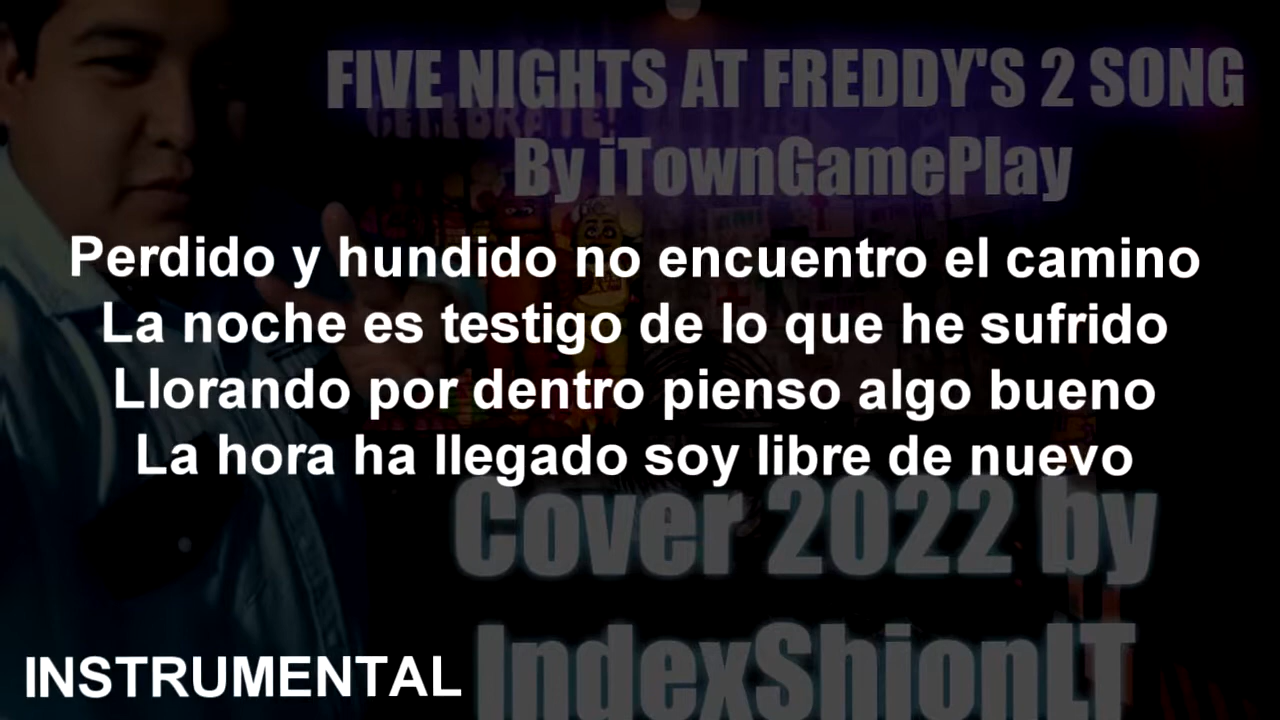 FIVE NIGHTS AT FREDDY'S 2 SONG
CELEBRATE!
By iTownGamePlay
Perdido y hundido no encuentro el camino
La noche es testigo de lo que he sufrido
Llorando por dentro pienso algo bueno
La hora ha llegado soy libre de nuevo
Cover 2022 by
IndexShionLT
INSTRUMENTAL